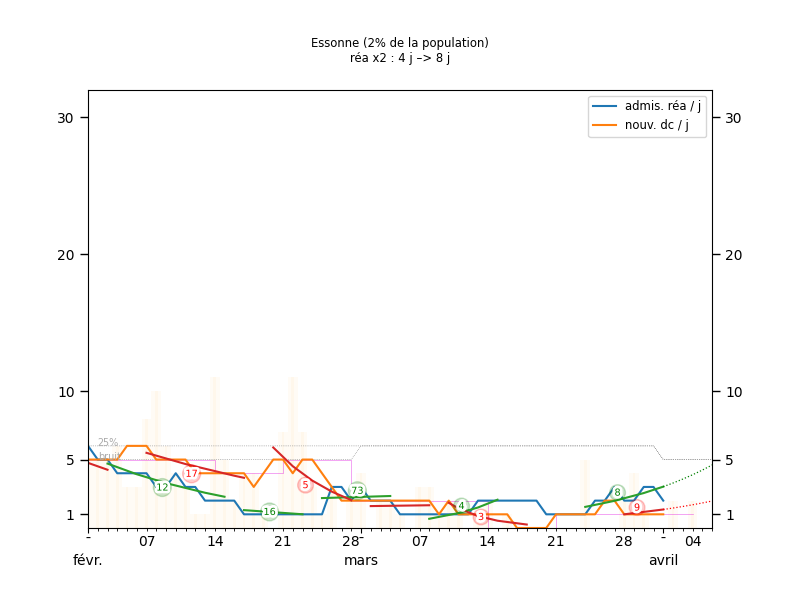 Essonne (2% de la population)
réa x2 : 4 j –> 8 j
admis. réa / j
nouv. dc / j
30
30
20
20
10
10
25%
bruit
5
5
17
12
5
73
16
4
3
8
9
1
1
- 07 14 21 28 - 07 14 21 28 - 04
févr. mars avril